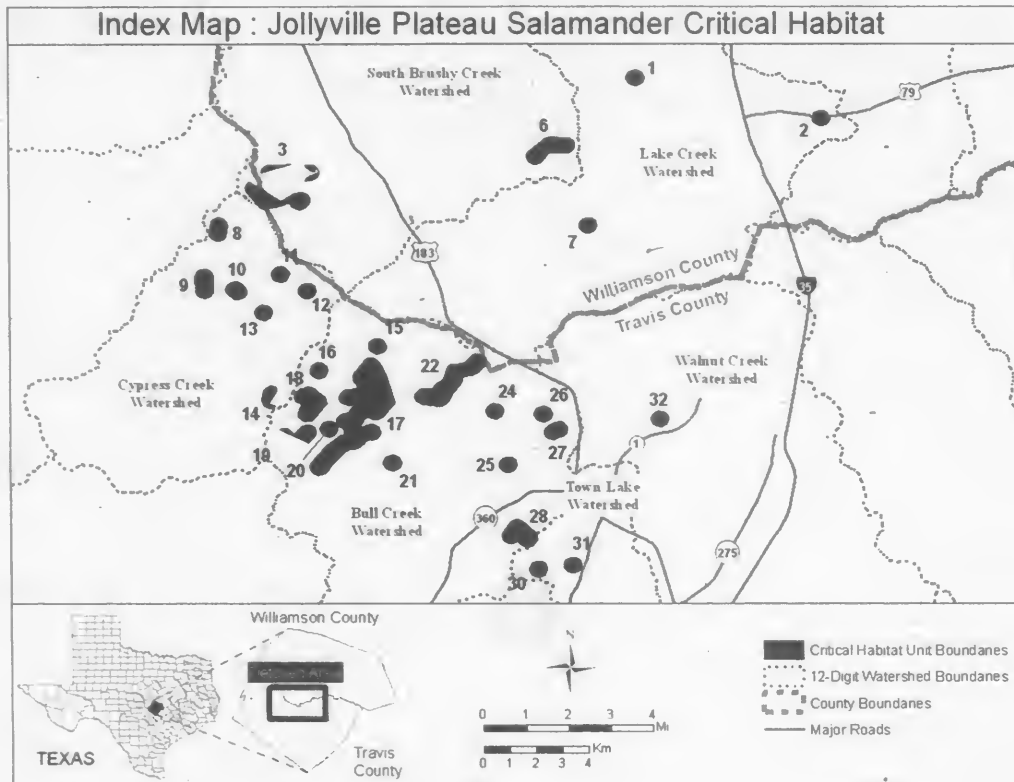 Index Map : Jollyville Plateau Salamander Critical Habitat
South Brushy Creek
Watershed
1
79
2
6
Lake Creek
Watershed
3
8
7
183
11
10
9
12
13
Williamson County
Travis County
35
15
16
22
Walnut Creek
Watershed
Cypress Creek
Watershed
18
24
26
32
14
17
1
19
20
27
21
25
Town Lake
Watershed
Bull Creek
Watershed
360
28
275
31
30
Williamson County
TEXAS
Travis
County
N
0 1 2 3 4
Mi
Km
0 1 2 3 4
Critical Habitat Unit Boundaries
12-Digit Watershed Boundaries
County Boundaries
Major Roads